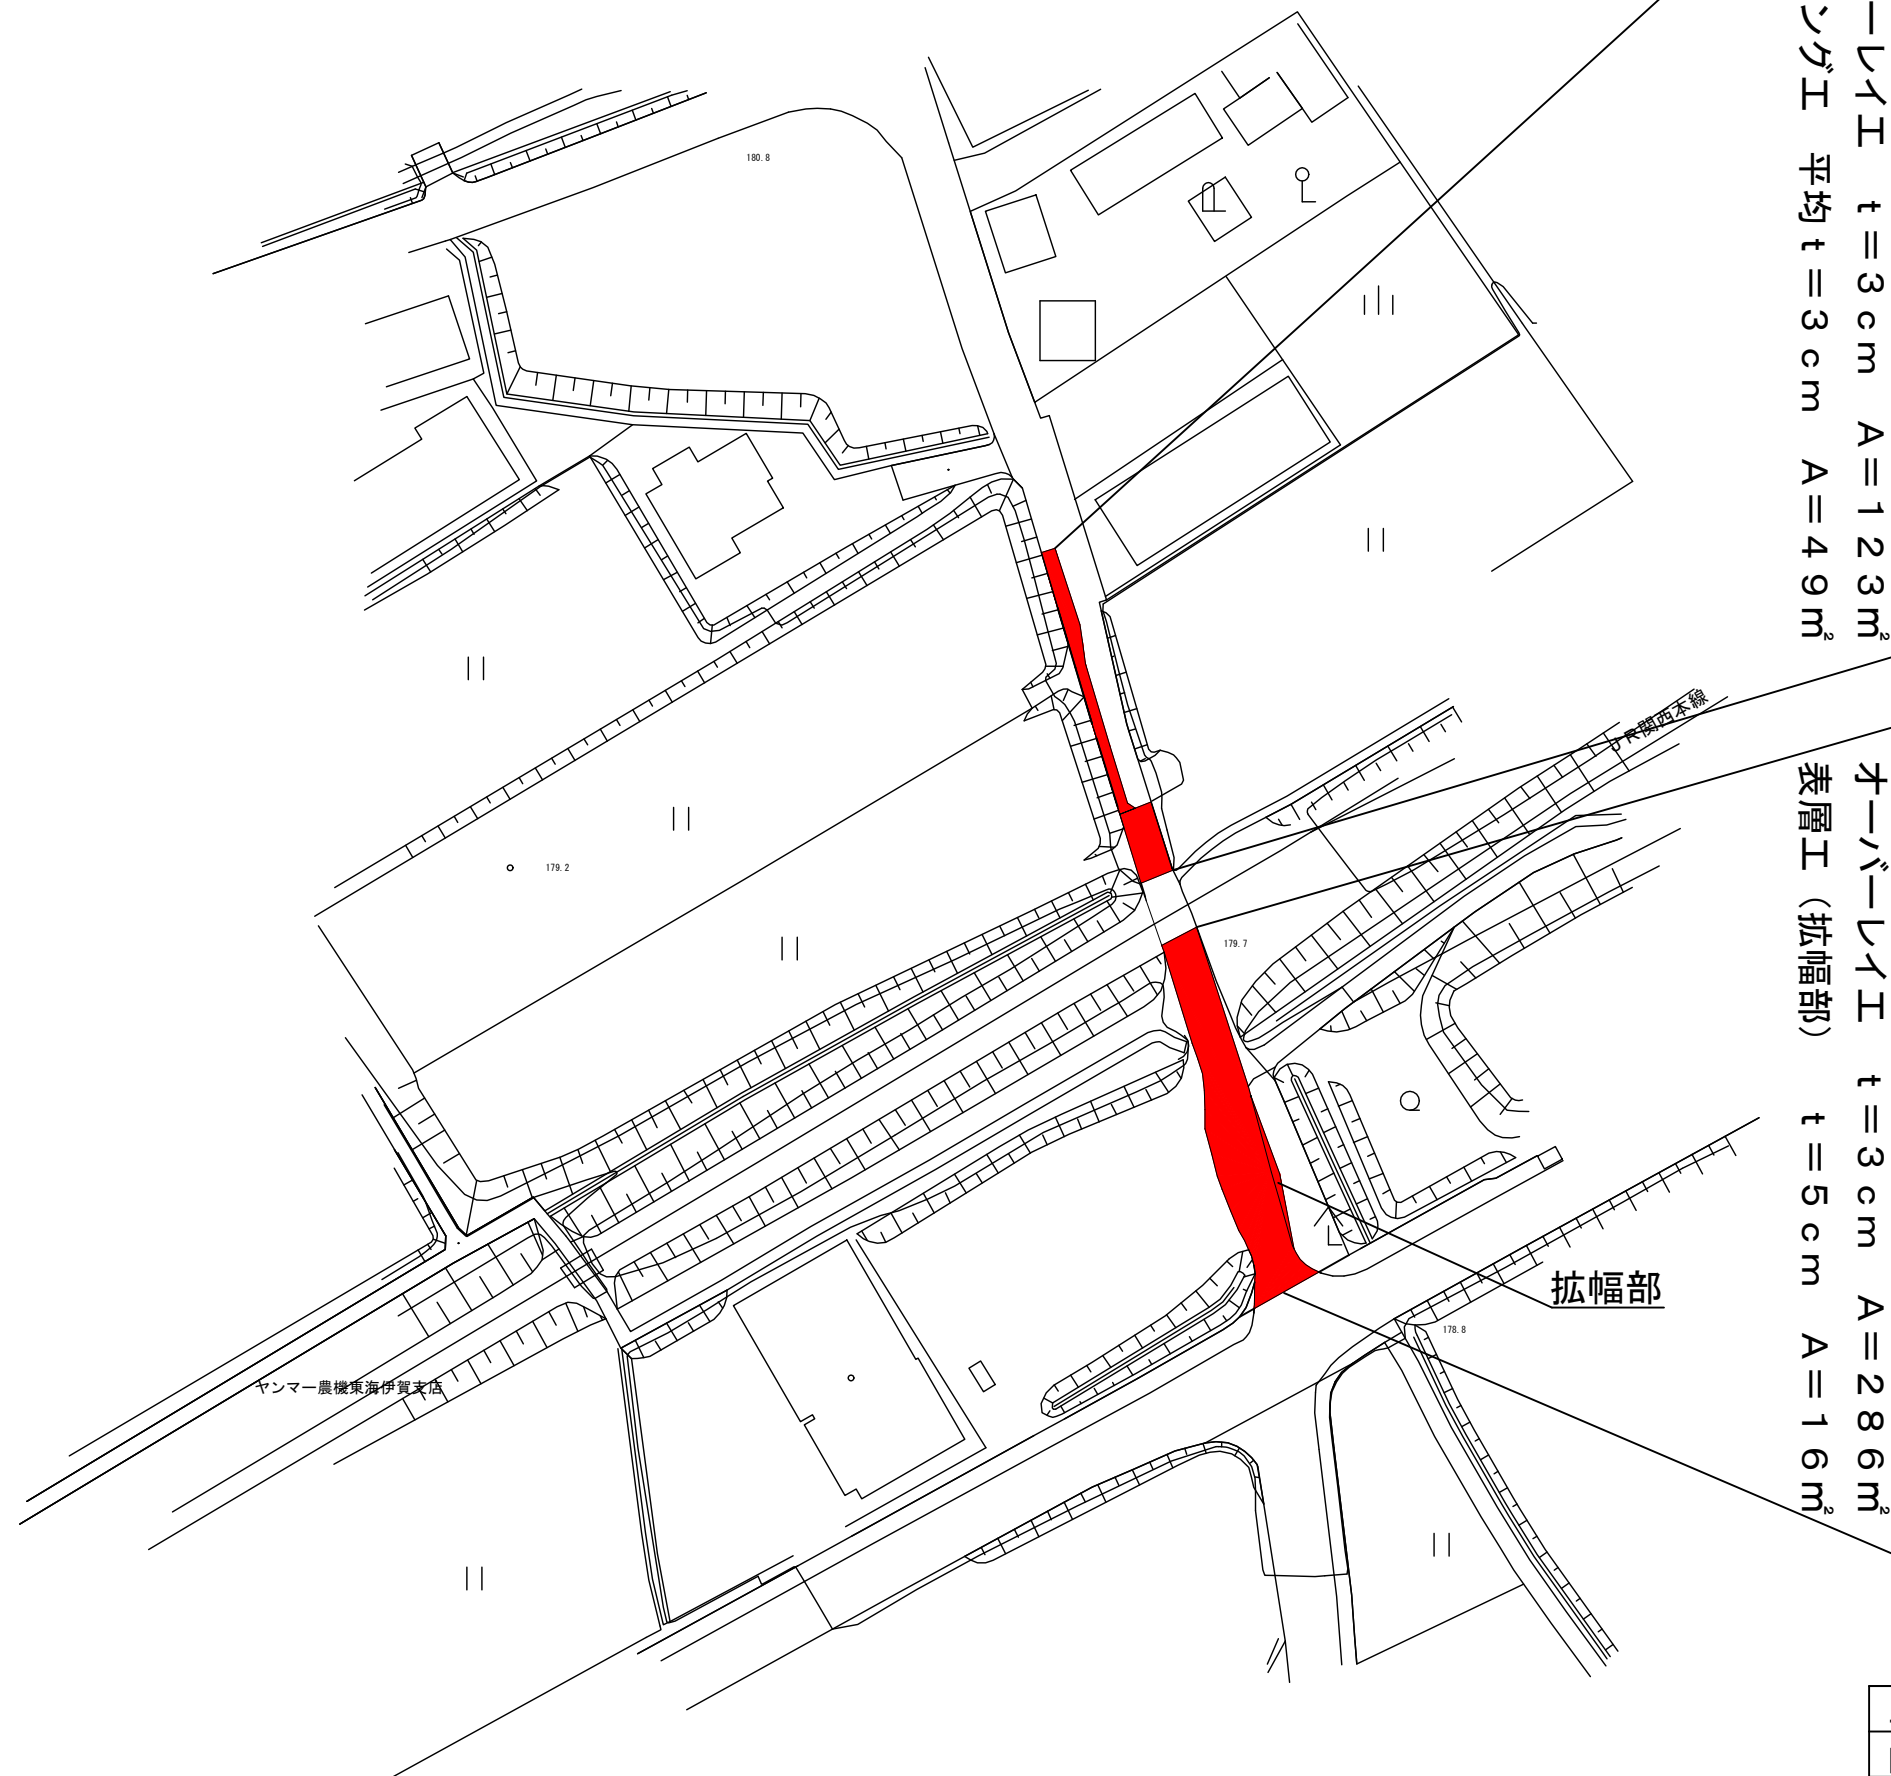 ーレイ工　ｔ＝３ｃｍ　Ａ＝１２３㎡
ング工　平均ｔ＝３ｃｍ　Ａ＝４９㎡
180.8
ＪＲ関西本線
オーバーレイ工　ｔ＝３ｃｍ　Ａ＝２８６㎡
表層工（拡幅部）　ｔ＝５ｃｍ　Ａ＝１６㎡
179.2
179.7
拡幅部
178.8
ヤンマー農機東海伊賀支店